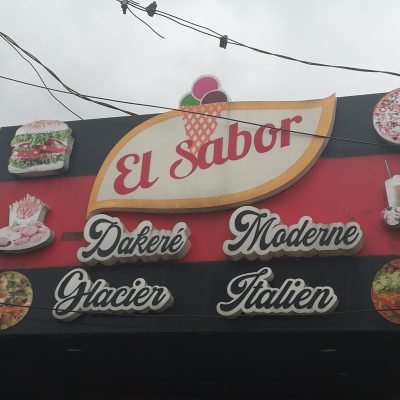 El Sabor
Dakeré Moderne
Glacier Italien